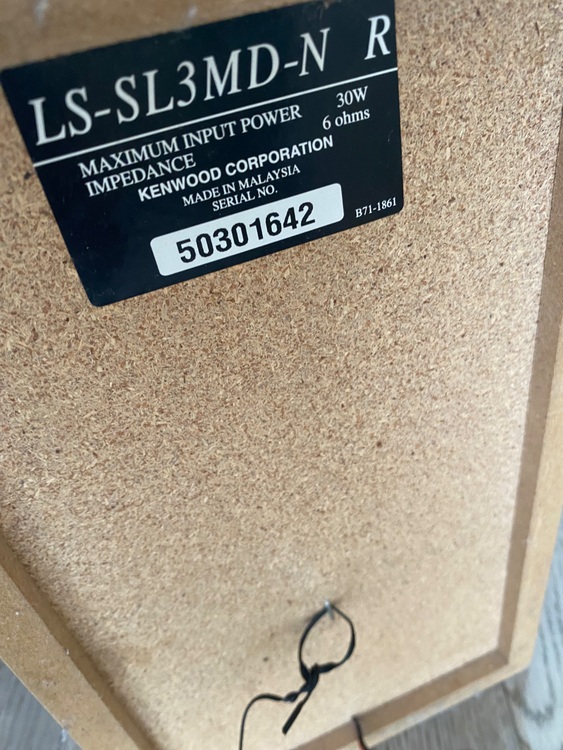 LS-SL3MD-N R
MAXIMUM INPUT POWER 30W
IMPEDANCE 6 ohms
KENWOOD CORPORATION
MADE IN MALAYSIA
SERIAL NO.
50301642
B71-1861